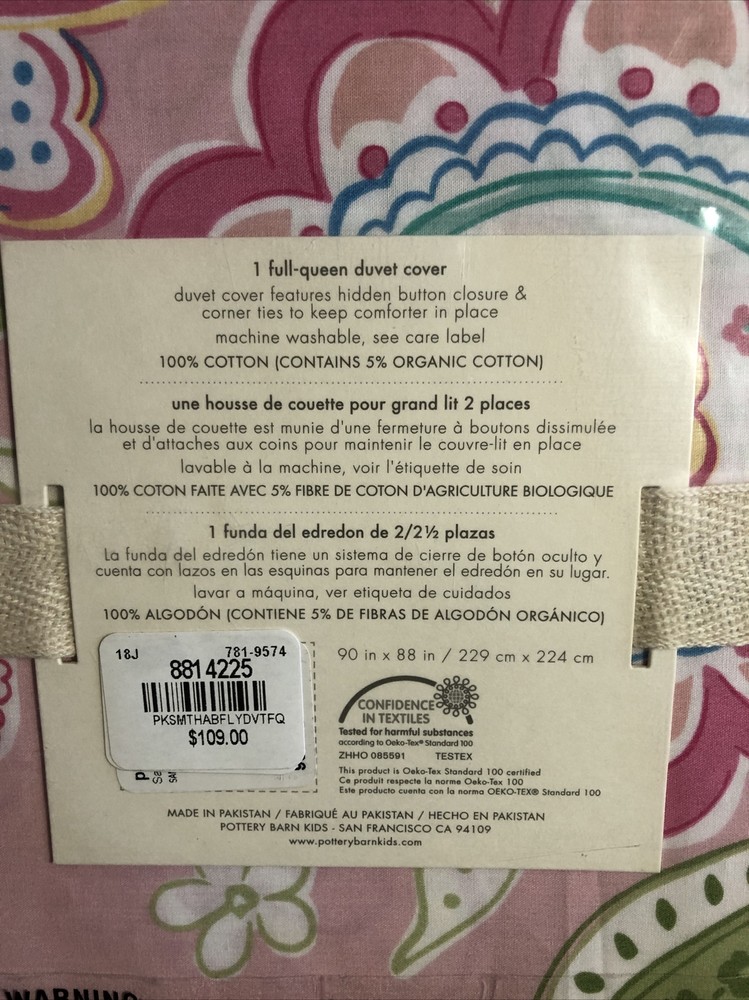 1 full-queen duvet cover
duvet cover features hidden button closure &
corner ties to keep comforter in place
machine washable, see care label
100% COTTON (CONTAINS 5% ORGANIC COTTON)
une housse de couette pour grand lit 2 places
la housse de couette est munie d'une fermeture à boutons dissimulée
et d'attaches aux coins pour maintenir le couvre-lit en place
lavable à la machine, voir l'étiquette de soin
100% COTON FAITE AVEC 5% FIBRE DE COTON D'AGRICULTURE BIOLOGIQUE
1 funda del edredon de 2/2½ plazas
La funda del edredón tiene un sistema de cierre de botón oculto y
cuenta con lazos en las esquinas para mantener el edredón en su lugar.
lavar a máquina, ver etiqueta de cuidados
100% ALGODÓN (CONTIENE 5% DE FIBRAS DE ALGODÓN ORGÁNICO)
18J 781-9574
8814225
PKSMTHABFLYDVTFQ
$109.00
90 in x 88 in / 229 cm x 224 cm
CONFIDENCE
IN TEXTILES
Tested for harmful substances
according to Oeko-Tex® Standard 100
ZHHO 085591 TESTEX
This product is Oeko-Tex Standard 100 certified
Ce produit respecte la norme Oeko-Tex 100
Este producto cuenta con la norma OEKO-TEX® Standard 100
MADE IN PAKISTAN / FABRIQUÉ AU PAKISTAN / HECHO EN PAKISTAN
POTTERY BARN KIDS - SAN FRANCISCO CA 94109
www.potterybarnkids.com
WARNING